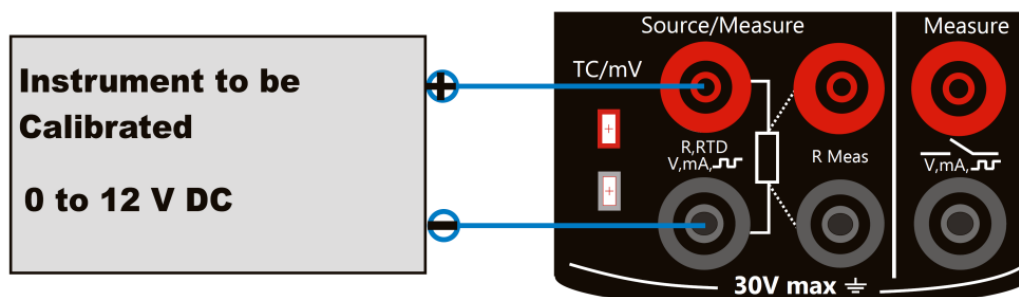 Instrument to be
Calibrated
0 to 12 V DC
+
−
Source/Measure
Measure
TC/mV
R,RTD
V,mA,
R Meas
V,mA,
30V max